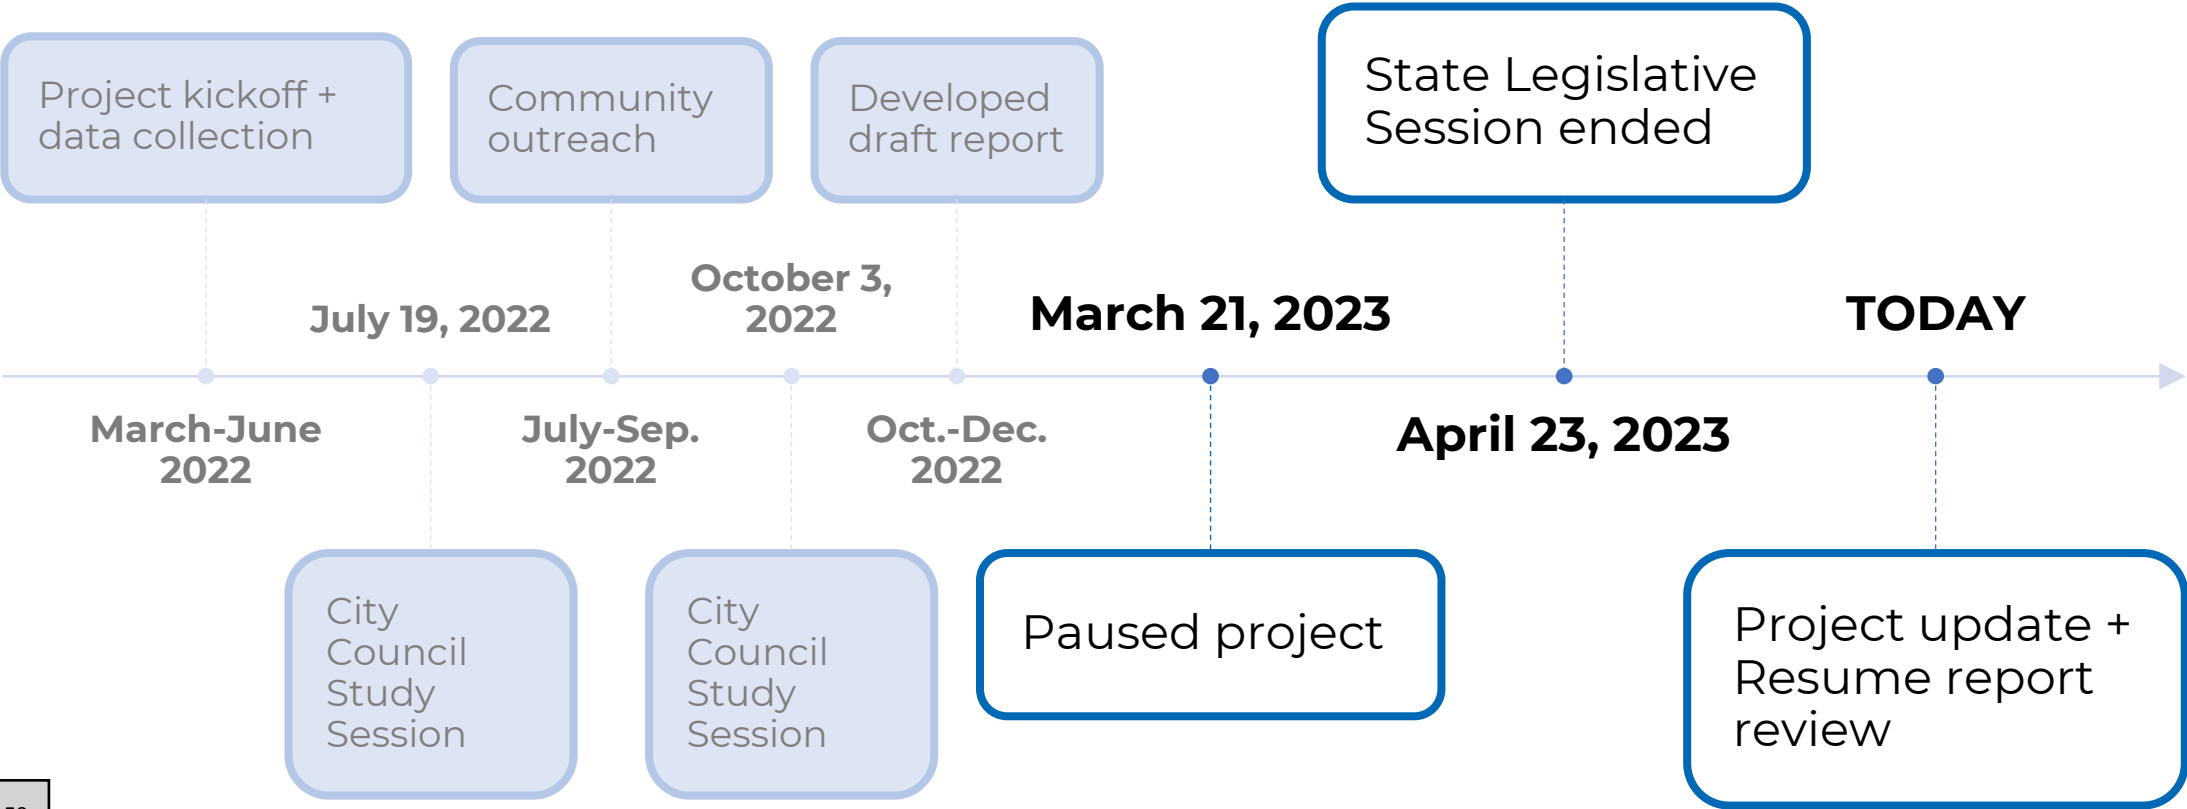 Project kickoff +
data collection
Community
outreach
Developed
draft report
State Legislative
Session ended
July 19, 2022
October 3,
2022
March 21, 2023
TODAY
March-June
2022
July-Sep.
2022
Oct.-Dec.
2022
April 23, 2023
City
Council
Study
Session
City
Council
Study
Session
Paused project
Project update +
Resume report
review